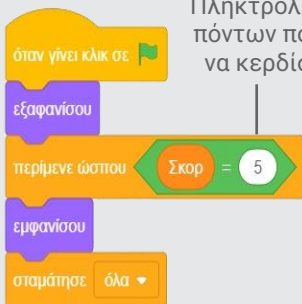 Πληκτρολ
πόντων πο
να κερδίσ
όταν γίνει κλικ σε
εξαφανίσου
περίμενε ώσπου Σκορ = 5
εμφανίσου
σταμάτησε όλα